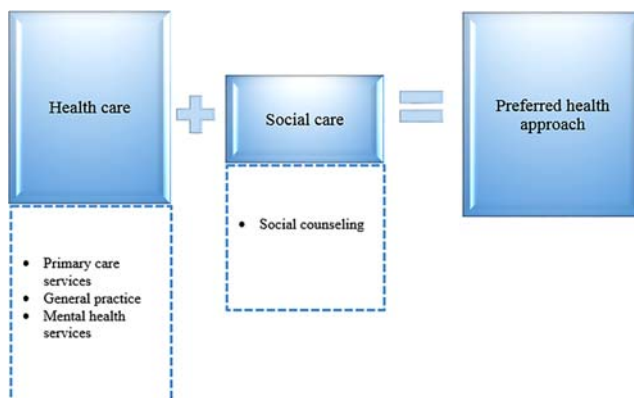 Health care
Social care
Preferred health
approach
• Social counseling
• Primary care
services
• General practice
• Mental health
services